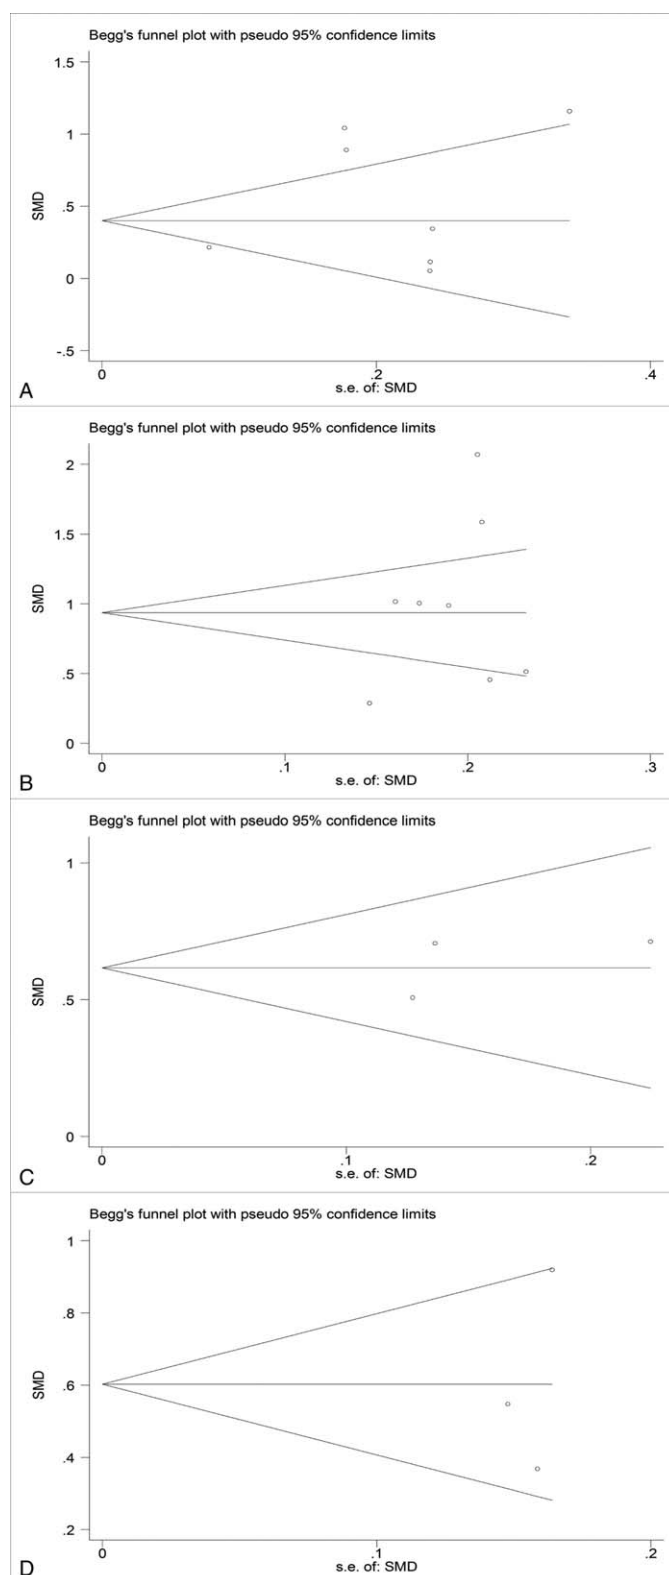 Begg's funnel plot with pseudo 95% confidence limits
1.5
1
.5
0
-.5
SMD
0
.2
.4
s.e. of: SMD
A
Begg's funnel plot with pseudo 95% confidence limits
2
1.5
1
.5
0
SMD
0
.1
.2
.3
s.e. of: SMD
B
Begg's funnel plot with pseudo 95% confidence limits
1
.5
0
SMD
0
.1
.2
s.e. of: SMD
C
Begg's funnel plot with pseudo 95% confidence limits
1
.8
.6
.4
.2
SMD
0
.1
.2
s.e. of: SMD
D